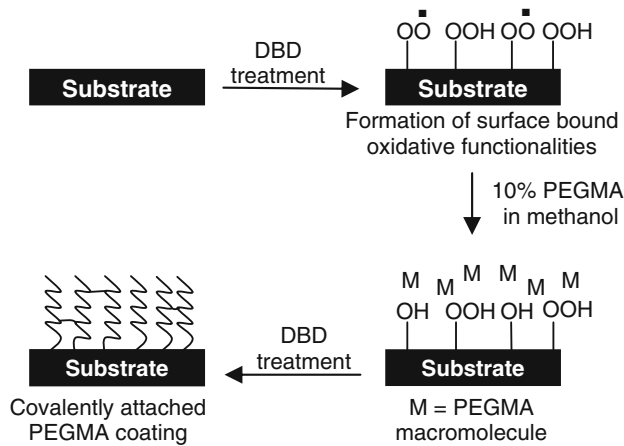 DBD
treatment
Substrate
OO■ OOH OO■ OOH
Substrate
Formation of surface bound
oxidative functionalities
10% PEGMA
in methanol
M M M M M M
OH OOH OH OOH
Substrate
M = PEGMA
macromolecule
DBD
treatment
Substrate
Covalently attached
PEGMA coating